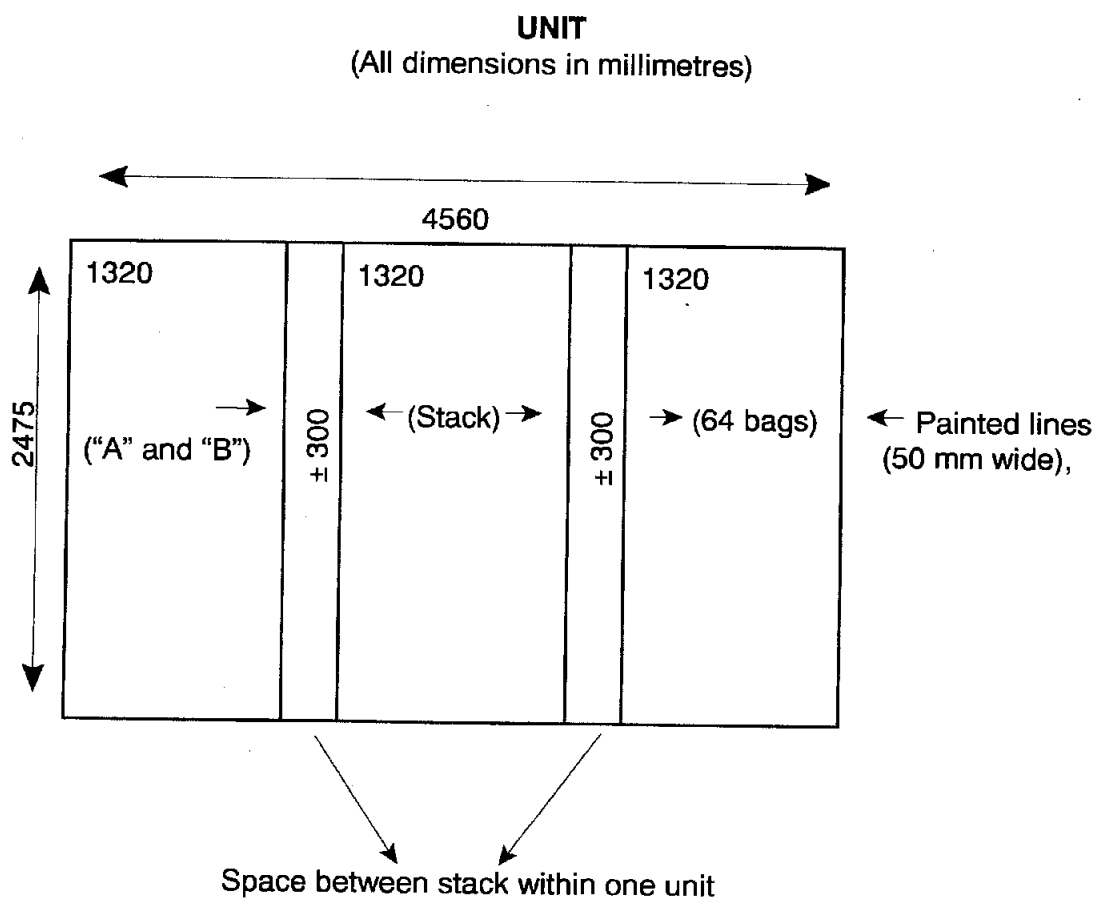 UNIT
(All dimensions in millimetres)
4560
1320
1320
1320
2475
("A" and "B")
± 300
(Stack)
± 300
(64 bags)
Painted lines
(50 mm wide),
Space between stack within one unit